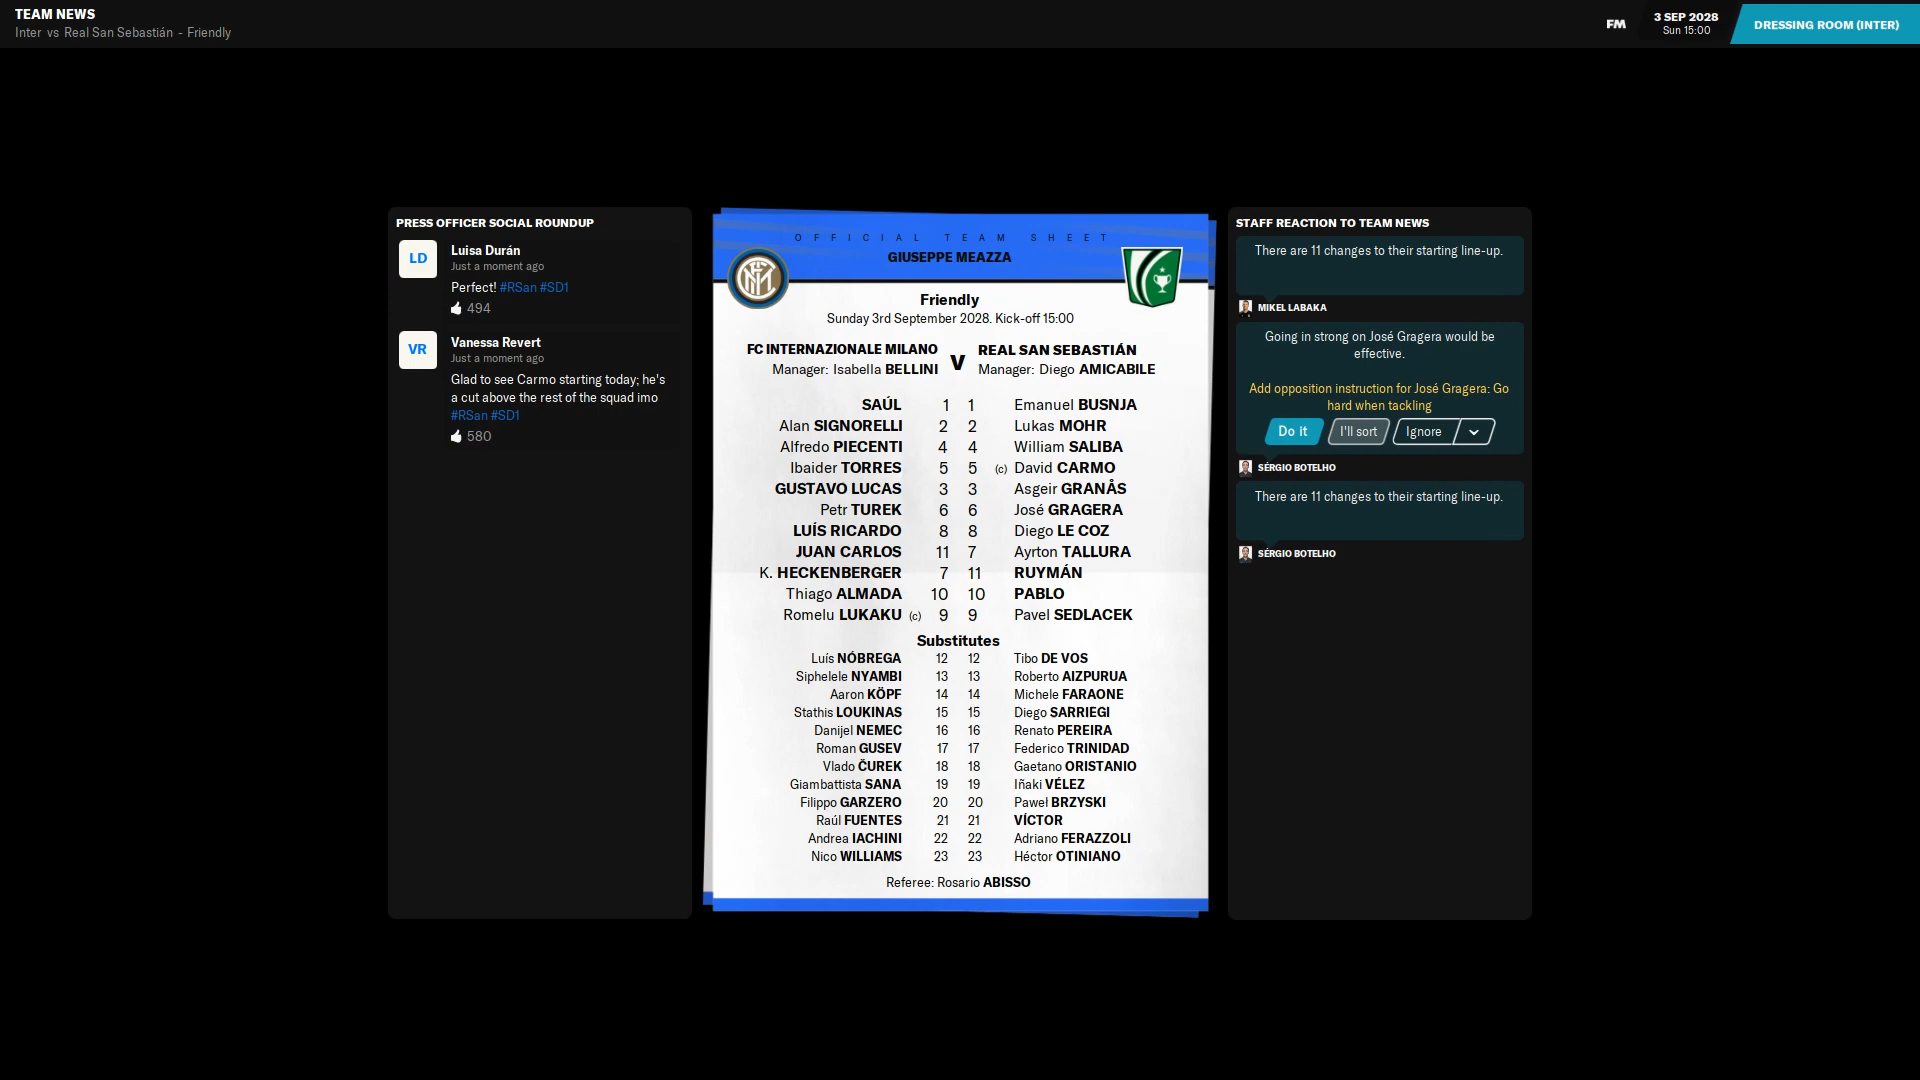 TEAM NEWS
Inter vs Real San Sebastián - Friendly
FM
3 SEP 2028
Sun 15:00
DRESSING ROOM (INTER)
PRESS OFFICER SOCIAL ROUNDUP
LD
Luisa Durán
Just a moment ago
Perfect! #RSan #SD1
494
VR
Vanessa Revert
Just a moment ago
Glad to see Carmo starting today; he's
a cut above the rest of the squad imo
#RSan #SD1
580
OFFICIAL TEAM SHEET
GIUSEPPE MEAZZA
Friendly
Sunday 3rd September 2028. Kick-off 15:00
FC INTERNAZIONALE MILANO V REAL SAN SEBASTIÁN
Manager: Isabella BELLINI Manager: Diego AMICABILE
SAÚL 1 1 Emanuel BUSNJA
Alan SIGNORELLI 2 2 Lukas MOHR
Alfredo PIECENTI 4 4 William SALIBA
Ibaider TORRES 5 5 (c) David CARMO
GUSTAVO LUCAS 3 3 Asgeir GRANÅS
Petr TUREK 6 6 José GRAGERA
LUÍS RICARDO 8 8 Diego LE COZ
JUAN CARLOS 11 7 Ayrton TALLURA
K. HECKENBERGER 7 11 RUYMÁN
Thiago ALMADA 10 10 PABLO
Romelu LUKAKU (c) 9 9 Pavel SEDLACEK
Substitutes
Luís NÓBREGA 12 12 Tibo DE VOS
Siphelele NYAMBI 13 13 Roberto AIZPURUA
Aaron KÖPF 14 14 Michele FARAONE
Stathis LOUKINAS 15 15 Diego SARRIEGI
Danijel NEMEC 16 16 Renato PEREIRA
Roman GUSEV 17 17 Federico TRINIDAD
Vlado ČUREK 18 18 Gaetano ORISTANIO
Giambattista SANA 19 19 Iñaki VÉLEZ
Filippo GARZERO 20 20 Paweł BRZYSKI
Raúl FUENTES 21 21 VÍCTOR
Andrea IACHINI 22 22 Adriano FERAZZOLI
Nico WILLIAMS 23 23 Héctor OTINIANO
Referee: Rosario ABISSO
STAFF REACTION TO TEAM NEWS
There are 11 changes to their starting line-up.
MIKEL LABAKA
Going in strong on José Gragera would be
effective.
Add opposition instruction for José Gragera: Go
hard when tackling
Do it I'll sort Ignore
SÉRGIO BOTELHO
There are 11 changes to their starting line-up.
SÉRGIO BOTELHO